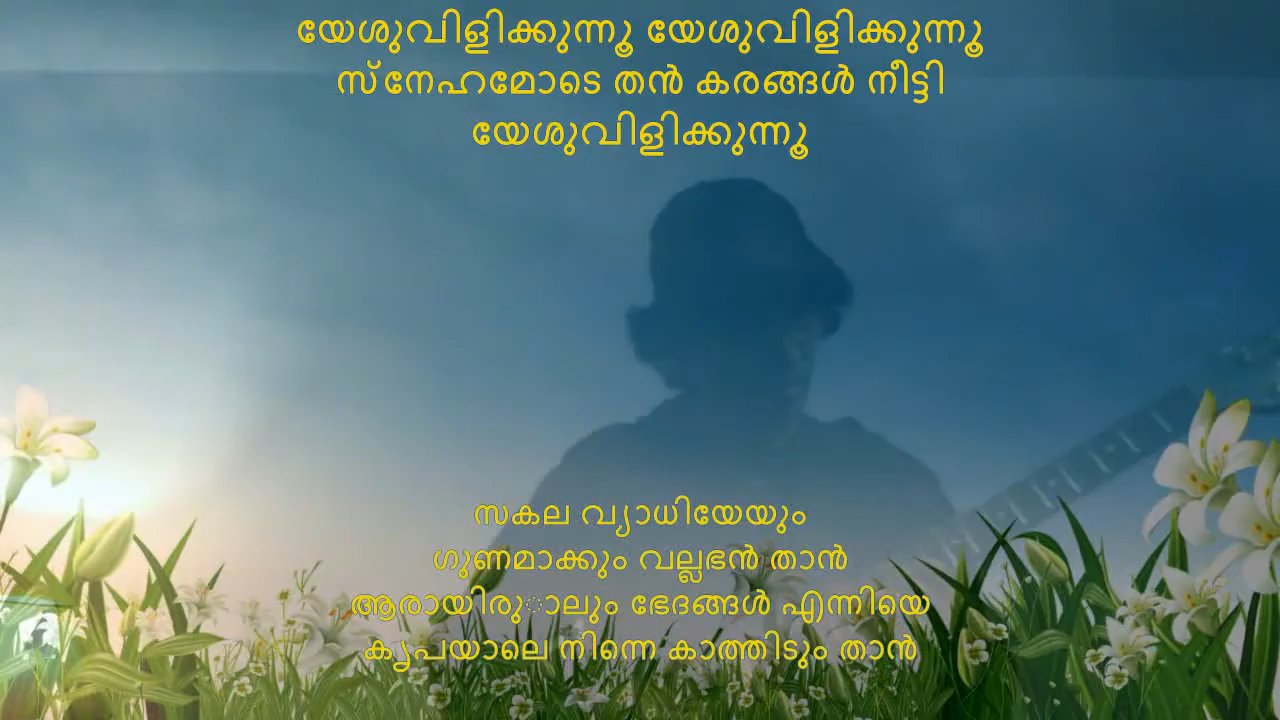 യേശുവിളിക്കുന്നൂ യേശുവിളിക്കുന്നൂ
സ്നേഹമോടെ തൻ കരങ്ങൾ നീട്ടി
യേശുവിളിക്കുന്നൂ
സകല വ്യാധിയേയും
ഗുണമാക്കും വല്ലഭൻ താൻ
ആരായിരുാലും ഭേദങ്ങൾ എന്നിയെ
കൃപയാലെ നിന്നെ കാത്തിടും താൻ